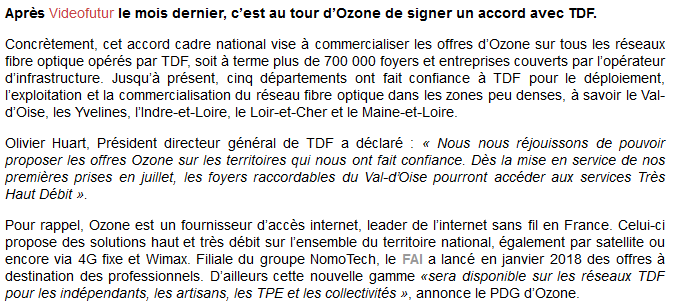 Après Videofutur le mois dernier, c’est au tour d’Ozone de signer un accord avec TDF.
Concrètement, cet accord cadre national vise à commercialiser les offres d’Ozone sur tous les réseaux
fibre optique opérés par TDF, soit à terme plus de 700 000 foyers et entreprises couverts par l’opérateur
d’infrastructure. Jusqu’à présent, cinq départements ont fait confiance à TDF pour le déploiement,
l’exploitation et la commercialisation du réseau fibre optique dans les zones peu denses, à savoir le Val-
d’Oise, les Yvelines, l’Indre-et-Loire, le Loir-et-Cher et le Maine-et-Loire.
Olivier Huart, Président directeur général de TDF a déclaré : « Nous nous réjouissons de pouvoir
proposer les offres Ozone sur les territoires qui nous ont fait confiance. Dès la mise en service de nos
premières prises en juillet, les foyers raccordables du Val-d’Oise pourront accéder aux services Très
Haut Débit ».
Pour rappel, Ozone est un fournisseur d’accès internet, leader de l’internet sans fil en France. Celui-ci
propose des solutions haut et très débit sur l’ensemble du territoire national, également par satellite ou
encore via 4G fixe et Wimax. Filiale du groupe NomoTech, le FAI a lancé en janvier 2018 des offres à
destination des professionnels. D’ailleurs cette nouvelle gamme «sera disponible sur les réseaux TDF
pour les indépendants, les artisans, les TPE et les collectivités », annonce le PDG d’Ozone.